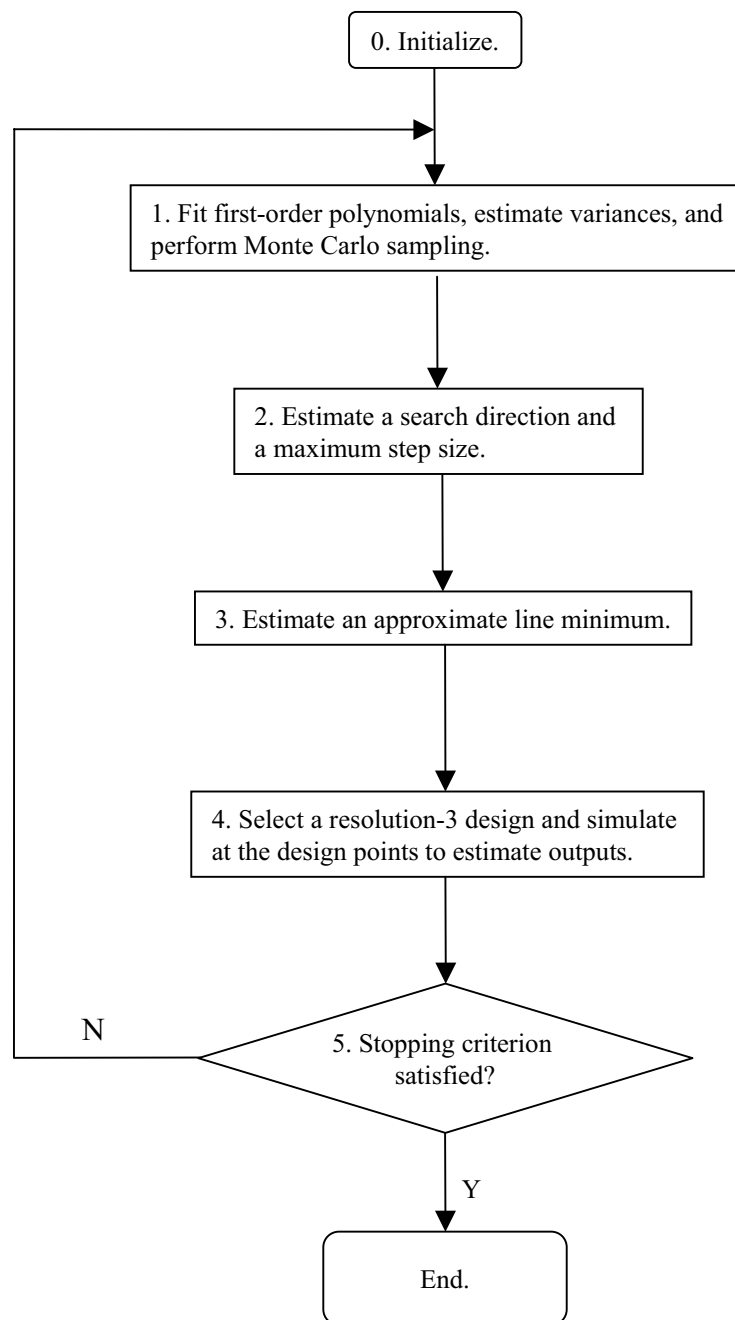 0. Initialize.
1. Fit first-order polynomials, estimate variances, and
perform Monte Carlo sampling.
2. Estimate a search direction and
a maximum step size.
3. Estimate an approximate line minimum.
4. Select a resolution-3 design and simulate
at the design points to estimate outputs.
N
5. Stopping criterion
satisfied?
Y
End.